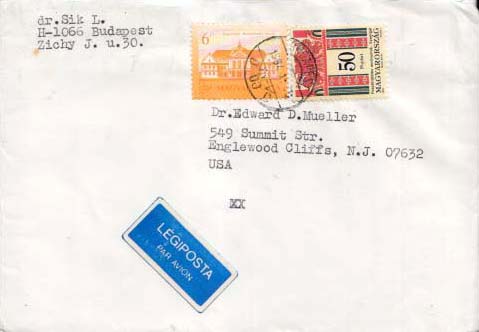 dr.Sik L.
H-1066 Budapest
Zichy J. u.30.
6
50
MAGYARORSZÁG
Dr.Edward D.Mueller
549 Summit Str.
Englewood Cliffs, N.J. 07632
USA
XX
LÉGIPOSTA
PAR AVION